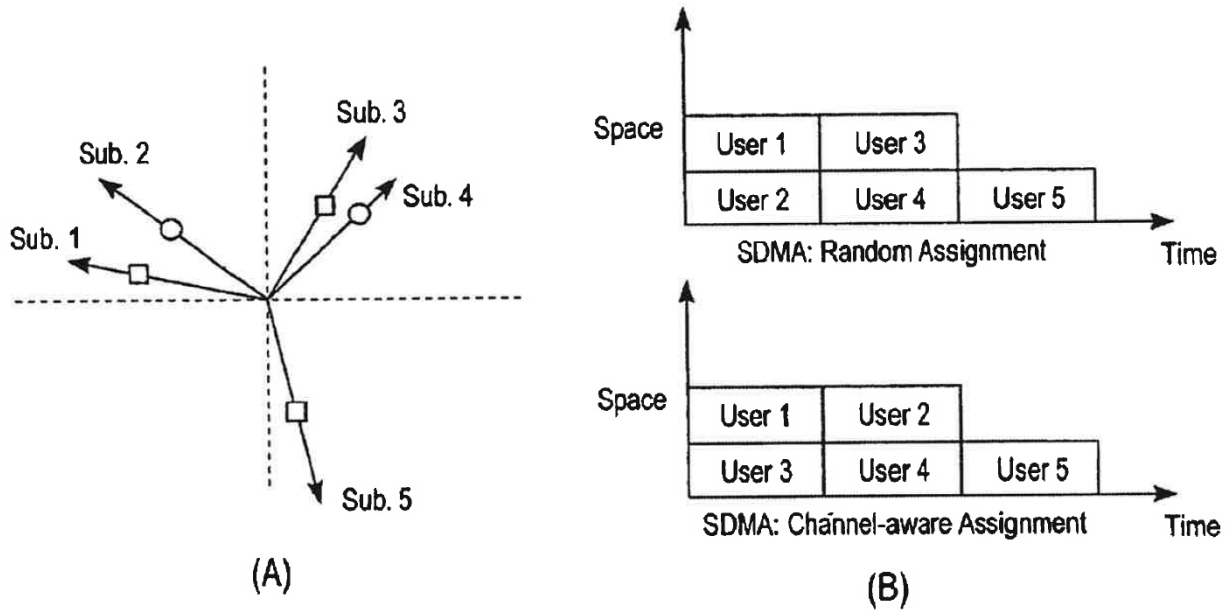 Sub. 3
Sub. 2
Sub. 4
Sub. 1
Sub. 5
(A)
Space
User 1 User 3
User 2 User 4 User 5
SDMA: Random Assignment Time
Space
User 1 User 2
User 3 User 4 User 5
SDMA: Channel-aware Assignment Time
(B)